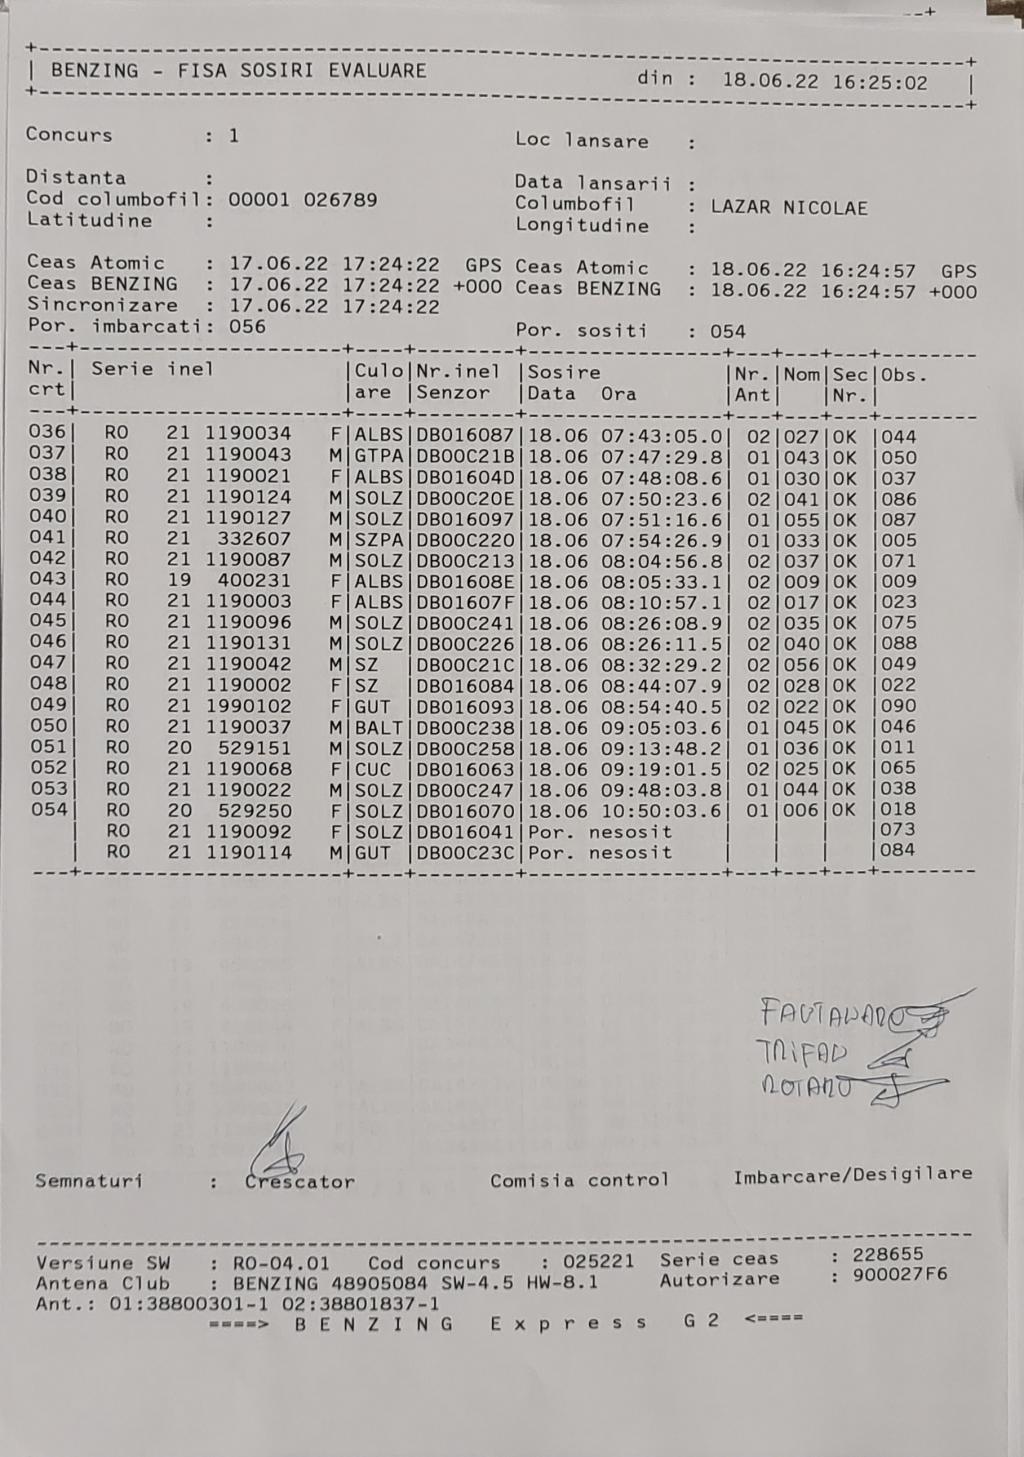 BENZING - FISA SOSIRI EVALUARE din : 18.06.22 16:25:02
Concurs : 1 Loc lansare :
Distanta : Data lansarii :
Cod columbofil: 00001 026789 Columbofil : LAZAR NICOLAE
Latitudine : Longitudine :
Ceas Atomic : 17.06.22 17:24:22 GPS Ceas Atomic : 18.06.22 16:24:57 GPS
Ceas BENZING : 17.06.22 17:24:22 +000 Ceas BENZING : 18.06.22 16:24:57 +000
Sincronizare : 17.06.22 17:24:22
Por. imbarcati: 056 Por. sositi : 054
Nr.| Serie inel |Culo|Nr.inel |Sosire |Nr.|Nom|Sec|Obs.
crt| |are |Senzor |Data Ora |Ant| |Nr.|
036| RO 21 1190034 F|ALBS|DB016087|18.06 07:43:05.0| 02|027|OK |044
037| RO 21 1190043 M|GTPA|DB00C21B|18.06 07:47:29.8| 01|043|OK |050
038| RO 21 1190021 F|ALBS|DB01604D|18.06 07:48:08.6| 01|030|OK |037
039| RO 21 1190124 M|SOLZ|DB00C20E|18.06 07:50:23.6| 02|041|OK |086
040| RO 21 1190127 M|SOLZ|DB016097|18.06 07:51:16.6| 01|055|OK |087
041| RO 21 332607 M|SZPA|DB00C220|18.06 07:54:26.9| 01|033|OK |005
042| RO 21 1190087 M|SOLZ|DB00C213|18.06 08:04:56.8| 02|037|OK |071
043| RO 19 400231 F|ALBS|DB01608E|18.06 08:05:33.1| 02|009|OK |009
044| RO 21 1190003 F|ALBS|DB01607F|18.06 08:10:57.1| 02|017|OK |023
045| RO 21 1190096 M|SOLZ|DB00C241|18.06 08:26:08.9| 02|035|OK |075
046| RO 21 1190131 M|SOLZ|DB00C226|18.06 08:26:11.5| 02|040|OK |088
047| RO 21 1190042 M|SZ |DB00C21C|18.06 08:32:29.2| 02|056|OK |049
048| RO 21 1190002 F|SZ |DB016084|18.06 08:44:07.9| 02|028|OK |022
049| RO 21 1990102 F|GUT |DB016093|18.06 08:54:40.5| 02|022|OK |090
050| RO 21 1190037 M|BALT|DB00C238|18.06 09:05:03.6| 01|045|OK |046
051| RO 20 529151 M|SOLZ|DB00C258|18.06 09:13:48.2| 01|036|OK |011
052| RO 21 1190068 F|CUC |DB016063|18.06 09:19:01.5| 02|025|OK |065
053| RO 21 1190022 M|SOLZ|DB00C247|18.06 09:48:03.8| 01|044|OK |038
054| RO 20 529250 F|SOLZ|DB016070|18.06 10:50:03.6| 01|006|OK |018
| RO 21 1190092 F|SOLZ|DB016041|Por. nesosit | | | |073
| RO 21 1190114 M|GUT |DB00C23C|Por. nesosit | | | |084
TRIFAN
ROTARU
Semnaturi : Crescator Comisia control Imbarcare/Desigilare
Versiune SW : RO-04.01 Cod concurs : 025221 Serie ceas : 228655
Antena Club : BENZING 48905084 SW-4.5 HW-8.1 Autorizare : 900027F6
Ant.: 01:38800301-1 02:38801837-1
====> B E N Z I N G E x p r e s s G 2 <====